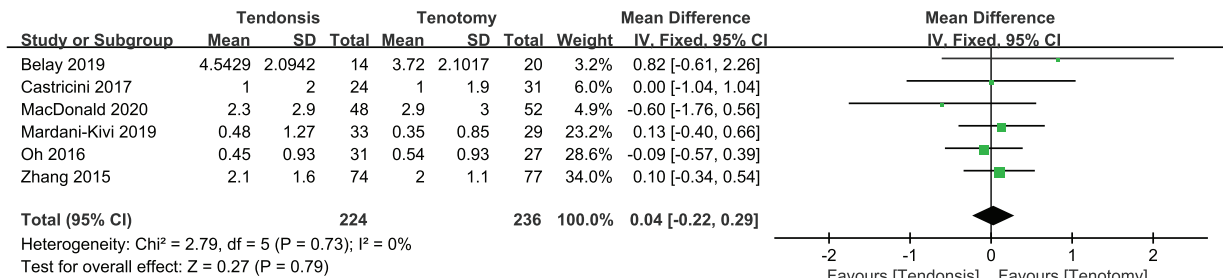 Tendonsis Tenotomy Mean Difference Mean Difference
Study or Subgroup Mean SD Total Mean SD Total Weight IV, Fixed, 95% CI IV, Fixed, 95% CI
Belay 2019 4.5429 2.0942 14 3.72 2.1017 20 3.2% 0.82 [-0.61, 2.26]
Castricini 2017 1 2 24 1 1.9 31 6.0% 0.00 [-1.04, 1.04]
MacDonald 2020 2.3 2.9 48 2.9 3 52 4.9% -0.60 [-1.76, 0.56]
Mardani-Kivi 2019 0.48 1.27 33 0.35 0.85 29 23.2% 0.13 [-0.40, 0.66]
Oh 2016 0.45 0.93 31 0.54 0.93 27 28.6% -0.09 [-0.57, 0.39]
Zhang 2015 2.1 1.6 74 2 1.1 77 34.0% 0.10 [-0.34, 0.54]
Total (95% CI) 224 236 100.0% 0.04 [-0.22, 0.29]
Heterogeneity: Chi² = 2.79, df = 5 (P = 0.73); I² = 0%
Test for overall effect: Z = 0.27 (P = 0.79)
-2 -1 0 1 2
Favours [Tendonsis] Favours [Tenotomy]